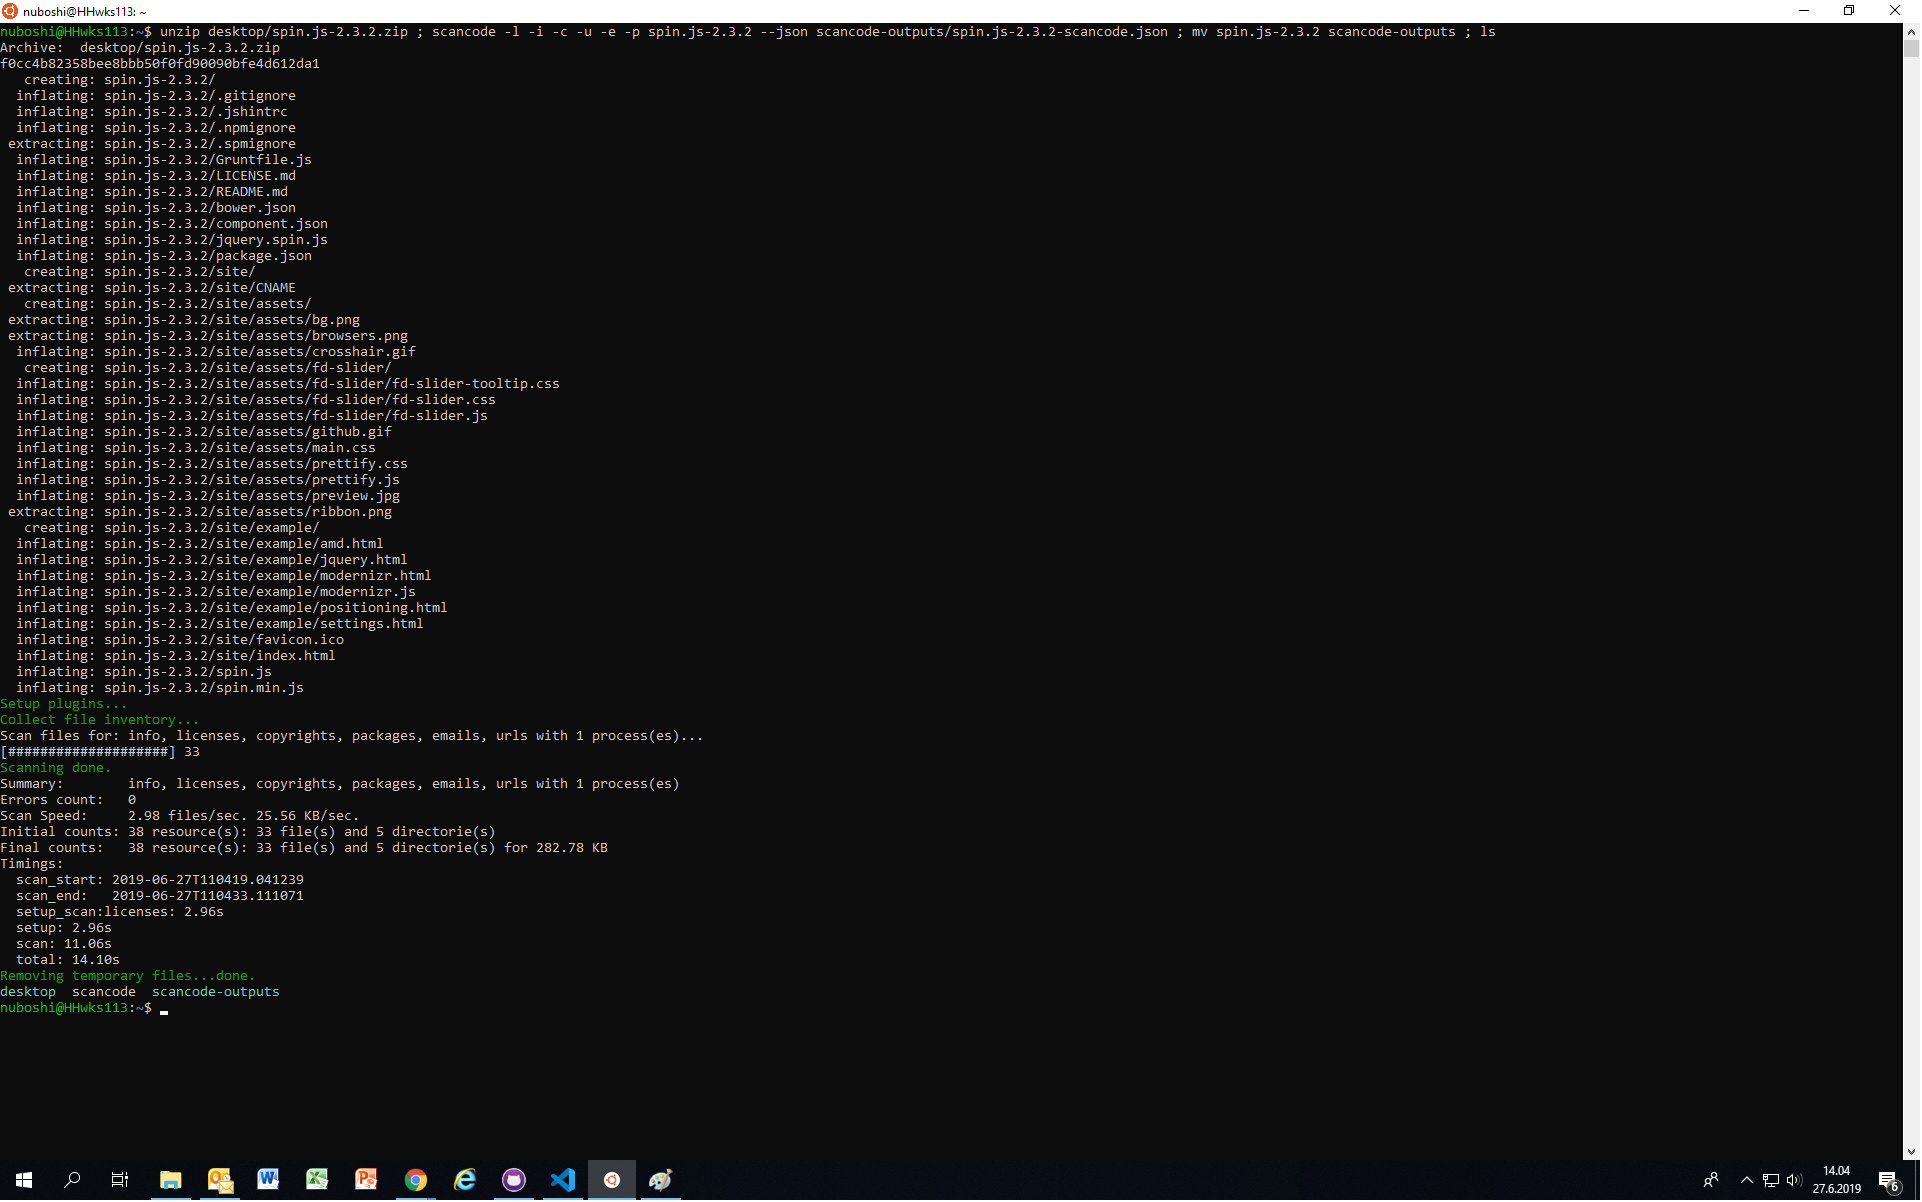 nuboshi@HHwks113: ~
nuboshi@HHwks113:~$ unzip desktop/spin.js-2.3.2.zip ; scancode -l -i -c -u -e -p spin.js-2.3.2 --json scancode-outputs/spin.js-2.3.2-scancode.json ; mv spin.js-2.3.2 scancode-outputs ; ls
Archive:  desktop/spin.js-2.3.2.zip
f0cc4b82358bee8bbb50f0fd90090bfe4d612da1
   creating: spin.js-2.3.2/
  inflating: spin.js-2.3.2/.gitignore
  inflating: spin.js-2.3.2/.jshintrc
  inflating: spin.js-2.3.2/.npmignore
 extracting: spin.js-2.3.2/.spmignore
  inflating: spin.js-2.3.2/Gruntfile.js
  inflating: spin.js-2.3.2/LICENSE.md
  inflating: spin.js-2.3.2/README.md
  inflating: spin.js-2.3.2/bower.json
  inflating: spin.js-2.3.2/component.json
  inflating: spin.js-2.3.2/jquery.spin.js
  inflating: spin.js-2.3.2/package.json
   creating: spin.js-2.3.2/site/
 extracting: spin.js-2.3.2/site/CNAME
   creating: spin.js-2.3.2/site/assets/
 extracting: spin.js-2.3.2/site/assets/bg.png
 extracting: spin.js-2.3.2/site/assets/browsers.png
  inflating: spin.js-2.3.2/site/assets/crosshair.gif
   creating: spin.js-2.3.2/site/assets/fd-slider/
  inflating: spin.js-2.3.2/site/assets/fd-slider/fd-slider-tooltip.css
  inflating: spin.js-2.3.2/site/assets/fd-slider/fd-slider.css
  inflating: spin.js-2.3.2/site/assets/fd-slider/fd-slider.js
  inflating: spin.js-2.3.2/site/assets/github.gif
  inflating: spin.js-2.3.2/site/assets/main.css
  inflating: spin.js-2.3.2/site/assets/prettify.css
  inflating: spin.js-2.3.2/site/assets/prettify.js
  inflating: spin.js-2.3.2/site/assets/preview.jpg
 extracting: spin.js-2.3.2/site/assets/ribbon.png
   creating: spin.js-2.3.2/site/example/
  inflating: spin.js-2.3.2/site/example/amd.html
  inflating: spin.js-2.3.2/site/example/jquery.html
  inflating: spin.js-2.3.2/site/example/modernizr.html
  inflating: spin.js-2.3.2/site/example/modernizr.js
  inflating: spin.js-2.3.2/site/example/positioning.html
  inflating: spin.js-2.3.2/site/example/settings.html
  inflating: spin.js-2.3.2/site/favicon.ico
  inflating: spin.js-2.3.2/site/index.html
  inflating: spin.js-2.3.2/spin.js
  inflating: spin.js-2.3.2/spin.min.js
Setup plugins...
Collect file inventory...
Scan files for: info, licenses, copyrights, packages, emails, urls with 1 process(es)...
[####################] 33
Scanning done.
Summary:        info, licenses, copyrights, packages, emails, urls with 1 process(es)
Errors count:   0
Scan Speed:     2.98 files/sec. 25.56 KB/sec.
Initial counts: 38 resource(s): 33 file(s) and 5 directorie(s)
Final counts:   38 resource(s): 33 file(s) and 5 directorie(s) for 282.78 KB
Timings:
  scan_start: 2019-06-27T110419.041239
  scan_end:   2019-06-27T110433.111071
  setup_scan:licenses: 2.96s
  setup: 2.96s
  scan: 11.06s
  total: 14.10s
Removing temporary files...done.
desktop  scancode  scancode-outputs
nuboshi@HHwks113:~$
14.04
27.6.2019
6